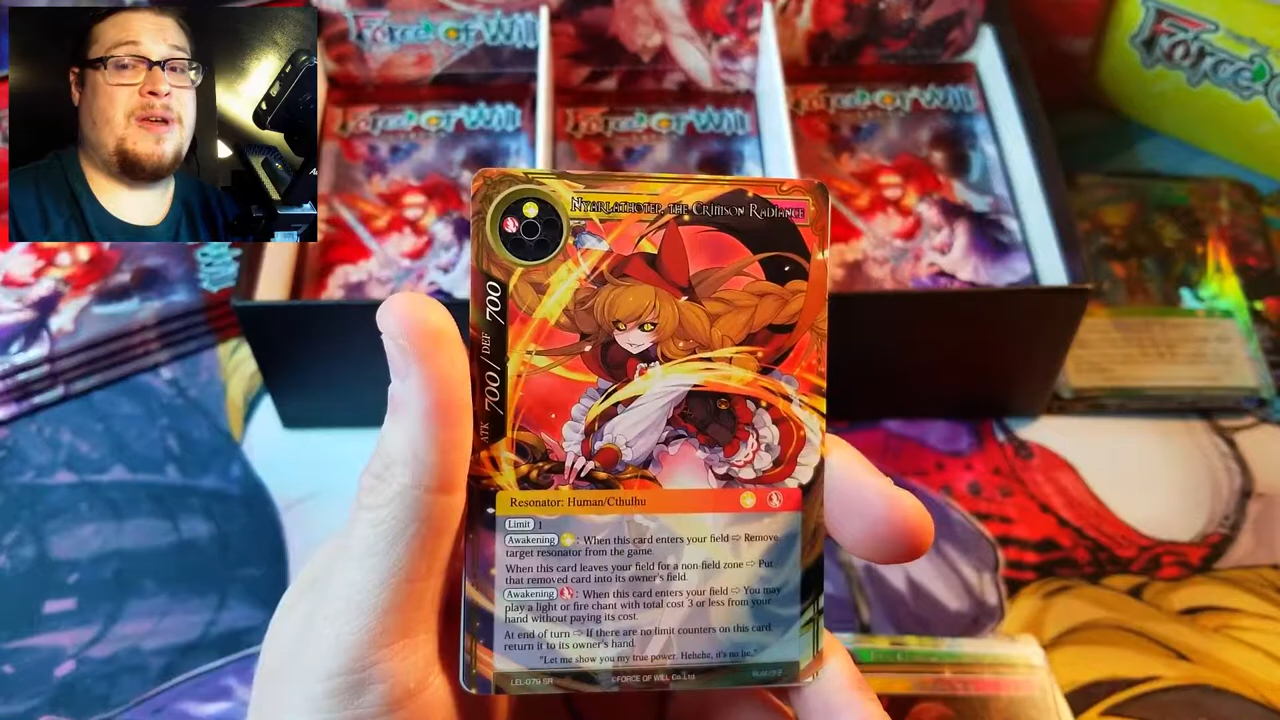 Force Of Will
Force Of Will
Force Of Will
Force Of Will
Force
Nyarlathotep, the Crimson Radiance
ATK 700 / DEF 700
Resonator: Human/Cthulhu
Limit 1
Awakening : When this card enters your field ⇨ Remove
target resonator from the game.
When this card leaves your field for a non-field zone ⇨ Put
that removed card into its owner's field.
Awakening : When this card enters your field ⇨ You may
play a light or fire chant with total cost 3 or less from your
hand without paying its cost.
At end of turn ⇨ If there are no limit counters on this card,
return it to its owner's hand.
"Let me show you my true power. Hehehe, it's no lie."
LEL-079 SR
©FORCE OF WILL Co.,Ltd.